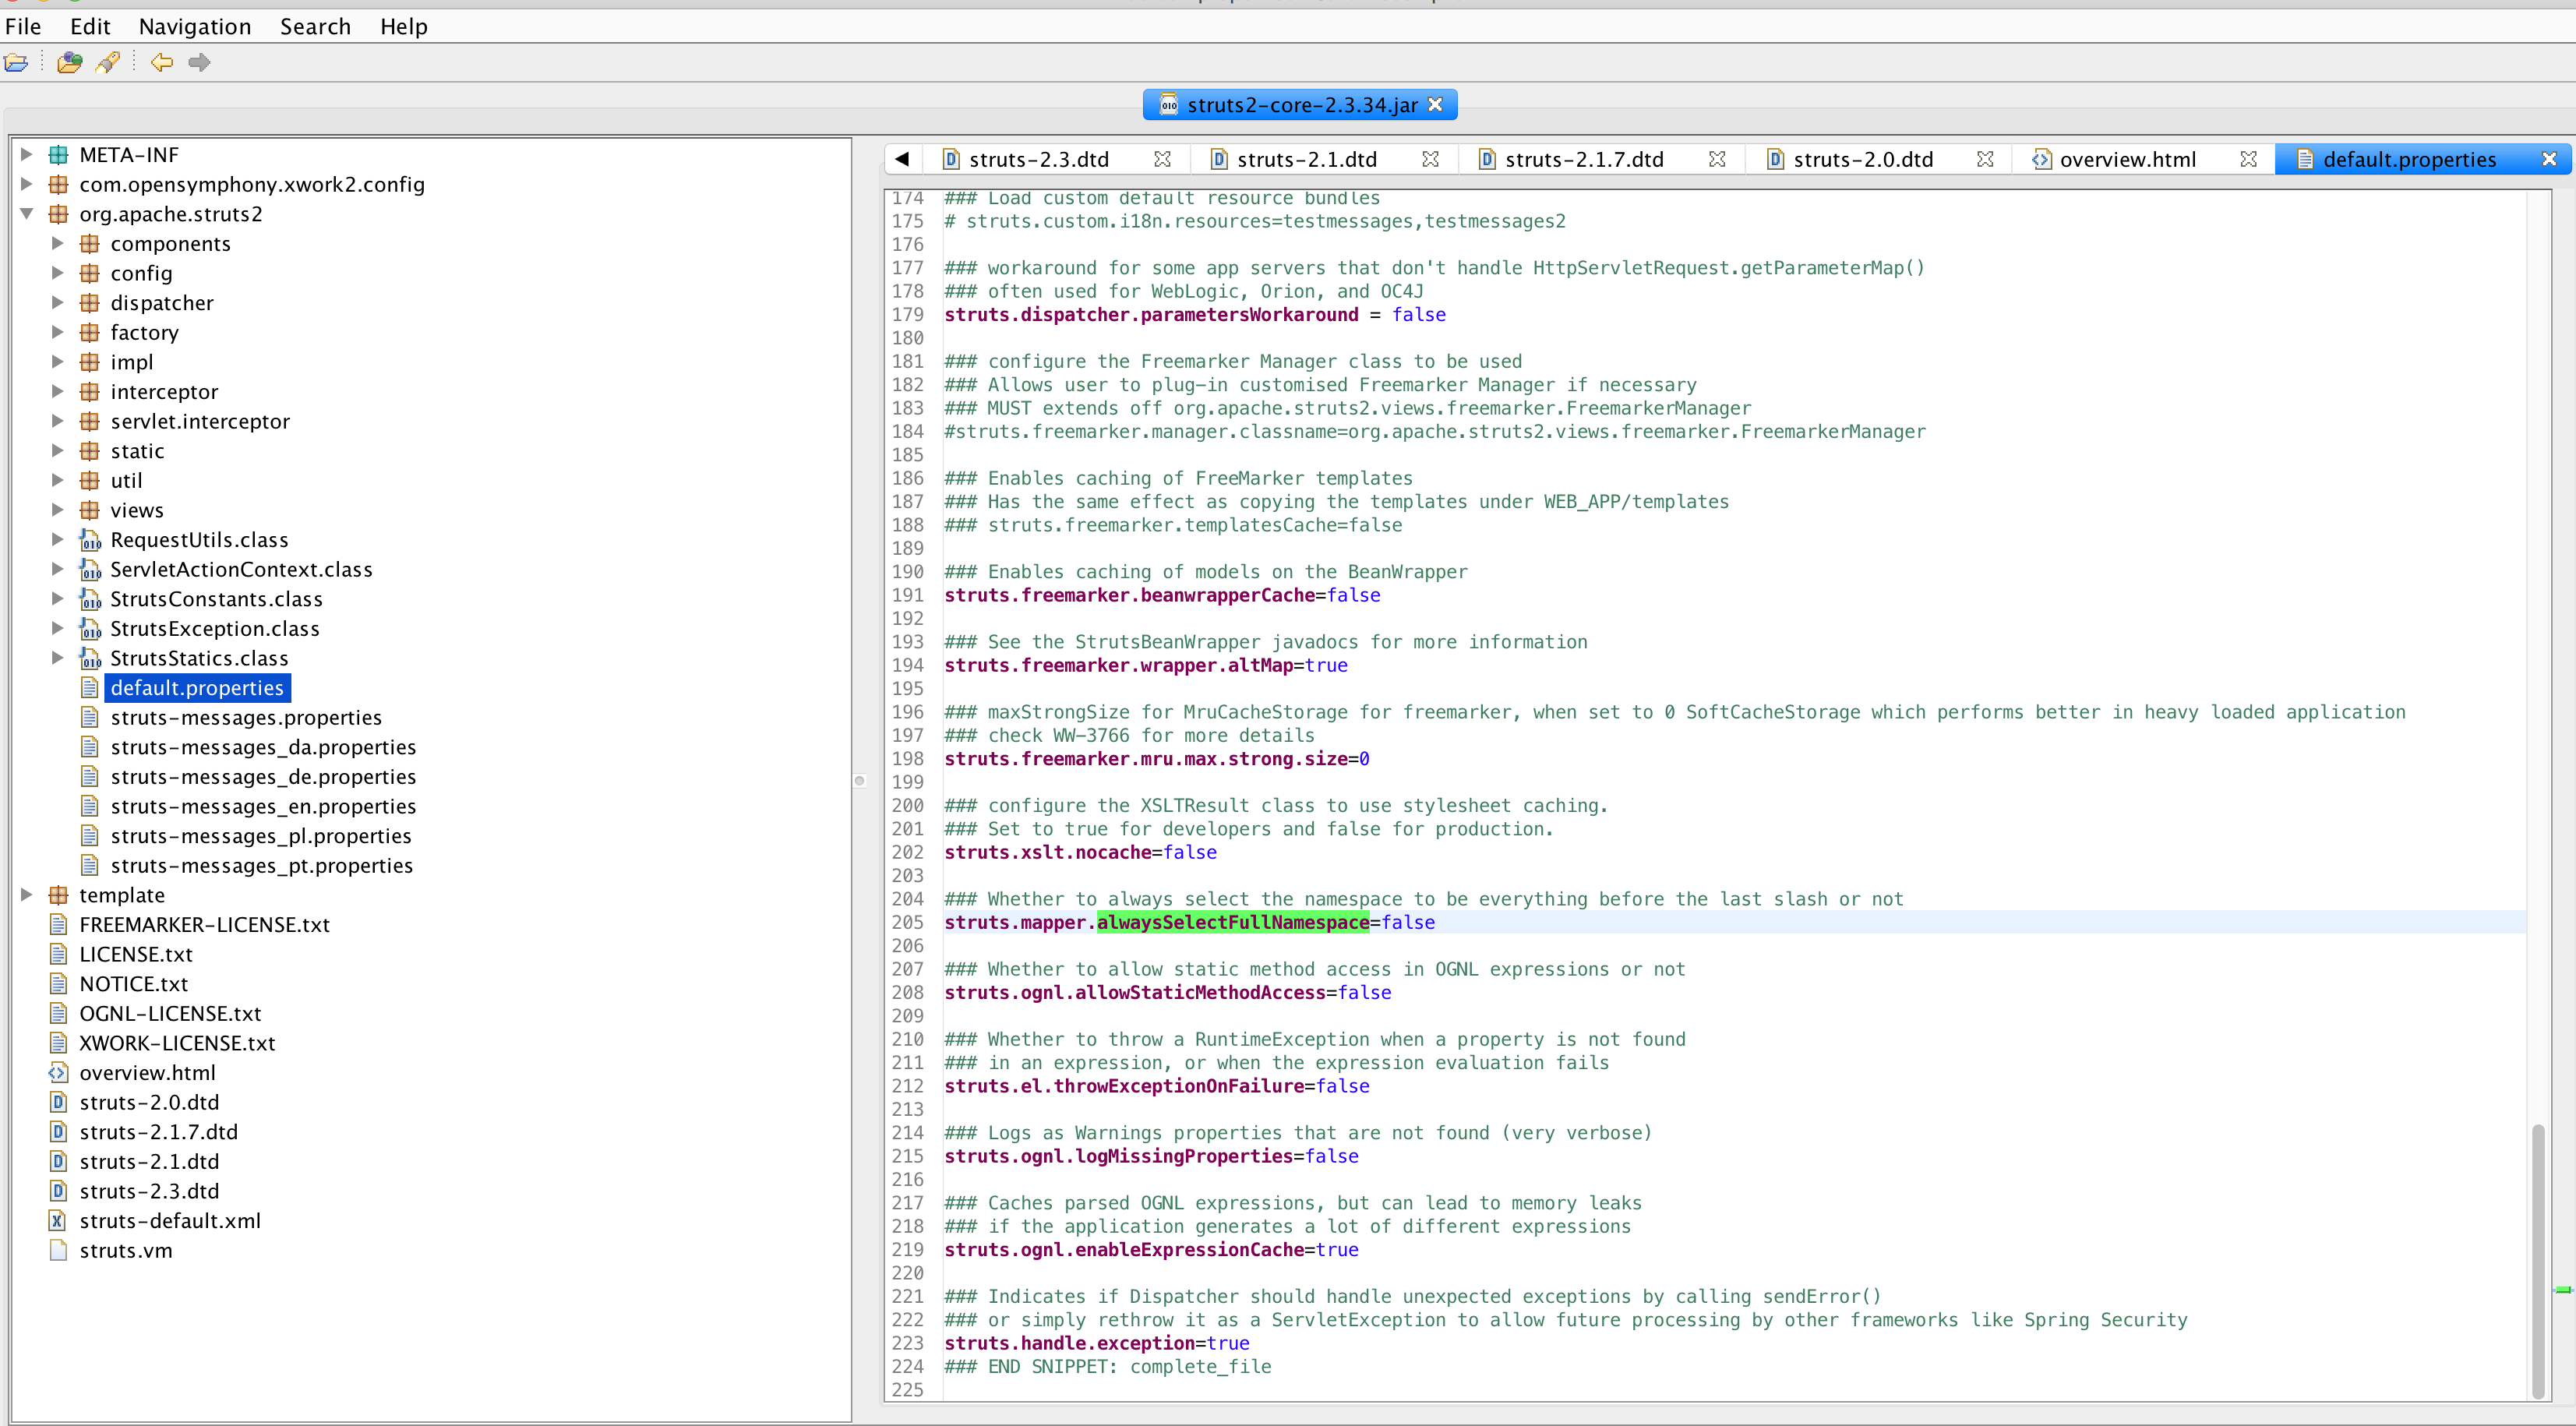 File Edit Navigation Search Help
struts2-core-2.3.34.jar
META-INF
com.opensymphony.xwork2.config
org.apache.struts2
components
config
dispatcher
factory
impl
interceptor
servlet.interceptor
static
util
views
RequestUtils.class
ServletActionContext.class
StrutsConstants.class
StrutsException.class
StrutsStatics.class
default.properties
struts-messages.properties
struts-messages_da.properties
struts-messages_de.properties
struts-messages_en.properties
struts-messages_pl.properties
struts-messages_pt.properties
template
FREEMARKER-LICENSE.txt
LICENSE.txt
NOTICE.txt
OGNL-LICENSE.txt
XWORK-LICENSE.txt
overview.html
struts-2.0.dtd
struts-2.1.7.dtd
struts-2.1.dtd
struts-2.3.dtd
struts-default.xml
struts.vm
struts-2.3.dtd struts-2.1.dtd struts-2.1.7.dtd struts-2.0.dtd overview.html default.properties
174 ### Load custom default resource bundles
175 # struts.custom.i18n.resources=testmessages,testmessages2
176
177 ### workaround for some app servers that don't handle HttpServletRequest.getParameterMap()
178 ### often used for WebLogic, Orion, and OC4J
179 struts.dispatcher.parametersWorkaround = false
180
181 ### configure the Freemarker Manager class to be used
182 ### Allows user to plug-in customised Freemarker Manager if necessary
183 ### MUST extends off org.apache.struts2.views.freemarker.FreemarkerManager
184 #struts.freemarker.manager.classname=org.apache.struts2.views.freemarker.FreemarkerManager
185
186 ### Enables caching of FreeMarker templates
187 ### Has the same effect as copying the templates under WEB_APP/templates
188 ### struts.freemarker.templatesCache=false
189
190 ### Enables caching of models on the BeanWrapper
191 struts.freemarker.beanwrapperCache=false
192
193 ### See the StrutsBeanWrapper javadocs for more information
194 struts.freemarker.wrapper.altMap=true
195
196 ### maxStrongSize for MruCacheStorage for freemarker, when set to 0 SoftCacheStorage which performs better in heavy loaded application
197 ### check WW-3766 for more details
198 struts.freemarker.mru.max.strong.size=0
199
200 ### configure the XSLTResult class to use stylesheet caching.
201 ### Set to true for developers and false for production.
202 struts.xslt.nocache=false
203
204 ### Whether to always select the namespace to be everything before the last slash or not
205 struts.mapper.alwaysSelectFullNamespace=false
206
207 ### Whether to allow static method access in OGNL expressions or not
208 struts.ognl.allowStaticMethodAccess=false
209
210 ### Whether to throw a RuntimeException when a property is not found
211 ### in an expression, or when the expression evaluation fails
212 struts.el.throwExceptionOnFailure=false
213
214 ### Logs as Warnings properties that are not found (very verbose)
215 struts.ognl.logMissingProperties=false
216
217 ### Caches parsed OGNL expressions, but can lead to memory leaks
218 ### if the application generates a lot of different expressions
219 struts.ognl.enableExpressionCache=true
220
221 ### Indicates if Dispatcher should handle unexpected exceptions by calling sendError()
222 ### or simply rethrow it as a ServletException to allow future processing by other frameworks like Spring Security
223 struts.handle.exception=true
224 ### END SNIPPET: complete_file
225